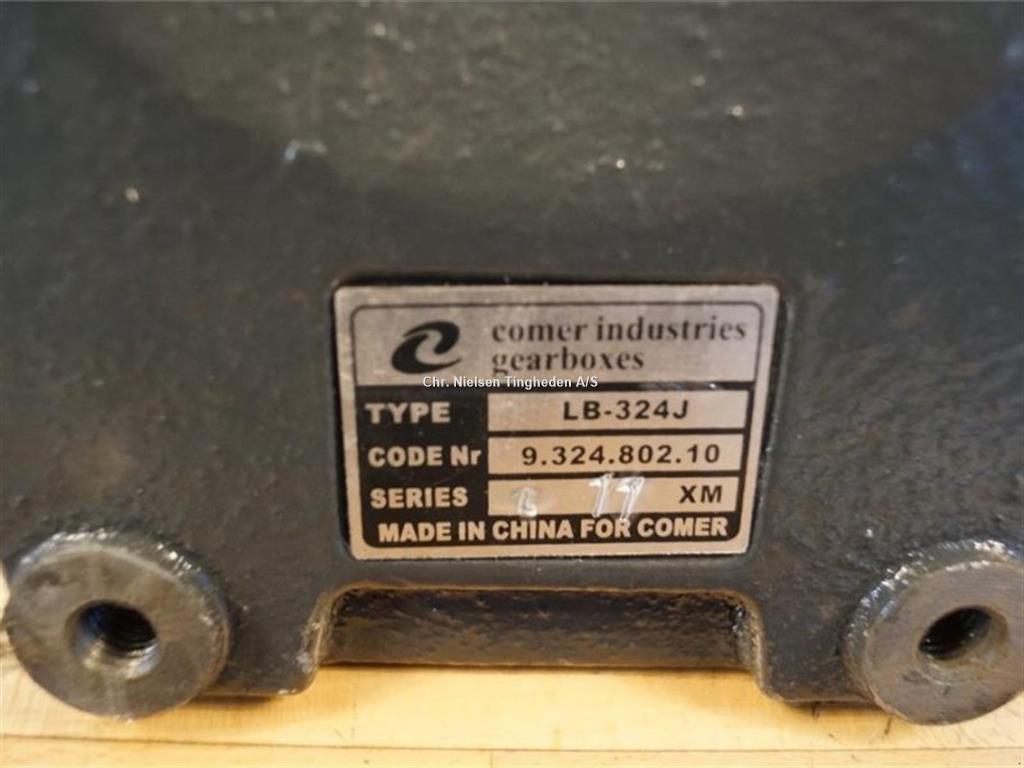 comer industries
gearboxes
Chr. Nielsen Tingheden A/S
TYPE LB-324J
CODE Nr 9.324.802.10
SERIES 11 XM
MADE IN CHINA FOR COMER